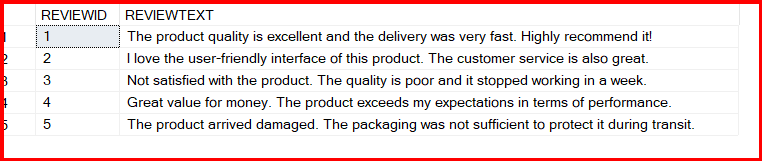 REVIEWID REVIEWTEXT
1 1 The product quality is excellent and the delivery was very fast. Highly recommend it!
2 2 I love the user-friendly interface of this product. The customer service is also great.
3 3 Not satisfied with the product. The quality is poor and it stopped working in a week.
4 4 Great value for money. The product exceeds my expectations in terms of performance.
5 5 The product arrived damaged. The packaging was not sufficient to protect it during transit.